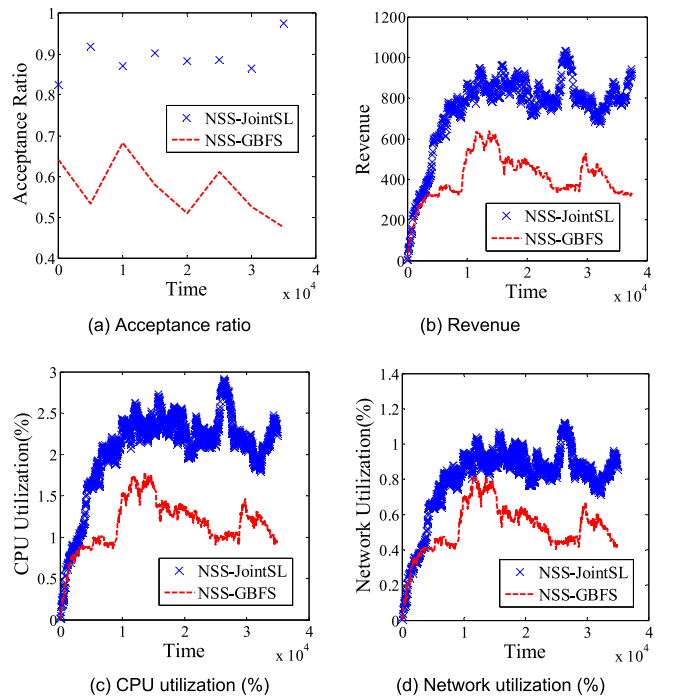 1
0.9
0.8
0.7
0.6
0.5
0.4
Acceptance Ratio
NSS-JointSL
NSS-GBFS
0 1 2 3 4
Time
x 10^4
(a) Acceptance ratio
1200
1000
800
600
400
200
0
Revenue
NSS-JointSL
NSS-GBFS
0 1 2 3 4
Time
x 10^4
(b) Revenue
3
2.5
2
1.5
1
0.5
0
CPU Utilization(%)
NSS-JointSL
NSS-GBFS
0 1 2 3 4
Time
x 10^4
(c) CPU utilization (%)
1.4
1.2
1
0.8
0.6
0.4
0.2
0
Network Utilization(%)
NSS-JointSL
NSS-GBFS
0 1 2 3 4
Time
x 10^4
(d) Network utilization (%)